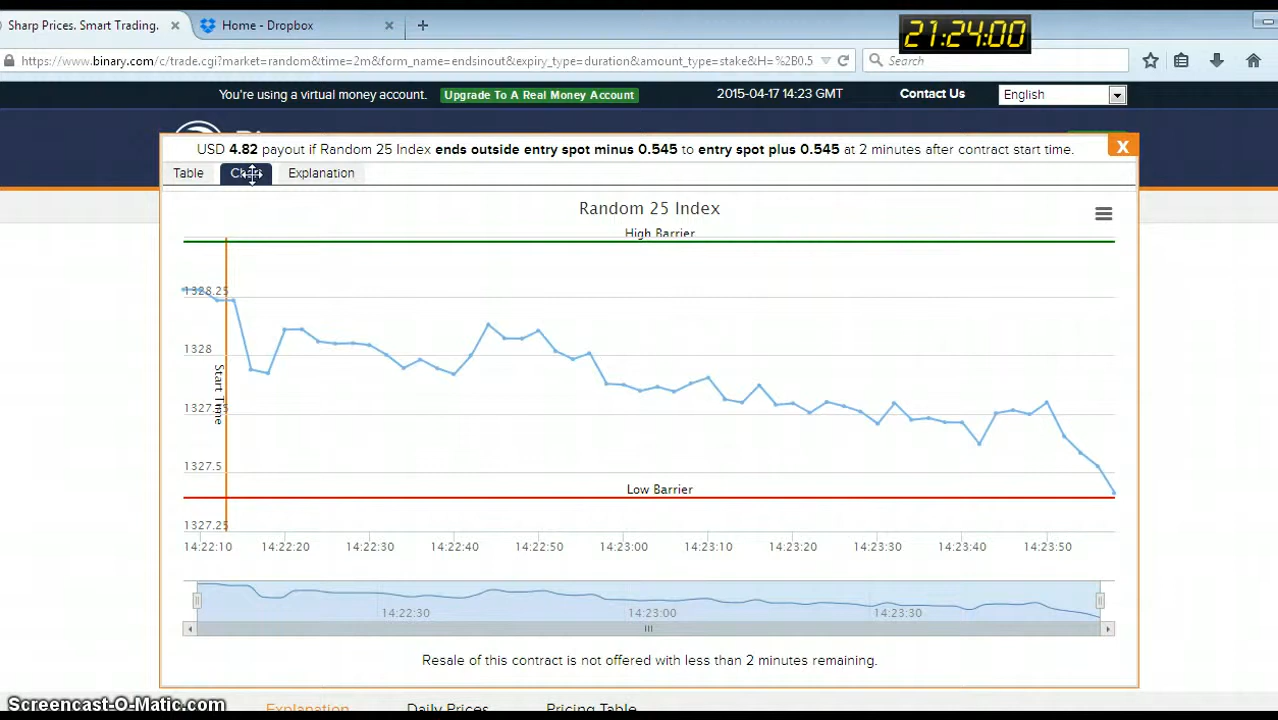 Sharp Prices. Smart Trading.
Home - Dropbox
21:24:00
https://www.binary.com/c/trade.cgi?market=random&time=2m&form_name=endsinout&expiry_type=duration&amount_type=stake&H=%2B0.5
Search
You're using a virtual money account.
Upgrade To A Real Money Account
2015-04-17 14:23 GMT
Contact Us
English
USD 4.82 payout if Random 25 Index ends outside entry spot minus 0.545 to entry spot plus 0.545 at 2 minutes after contract start time.
X
Table
Chart
Explanation
Random 25 Index
High Barrier
1328.25
1328
Start Time
1327.75
1327.5
Low Barrier
1327.25
14:22:10 14:22:20 14:22:30 14:22:40 14:22:50 14:23:00 14:23:10 14:23:20 14:23:30 14:23:40 14:23:50
14:22:30 14:23:00 14:23:30
Resale of this contract is not offered with less than 2 minutes remaining.
Explanation Daily Prices Pricing Table
Screencast-O-Matic.com